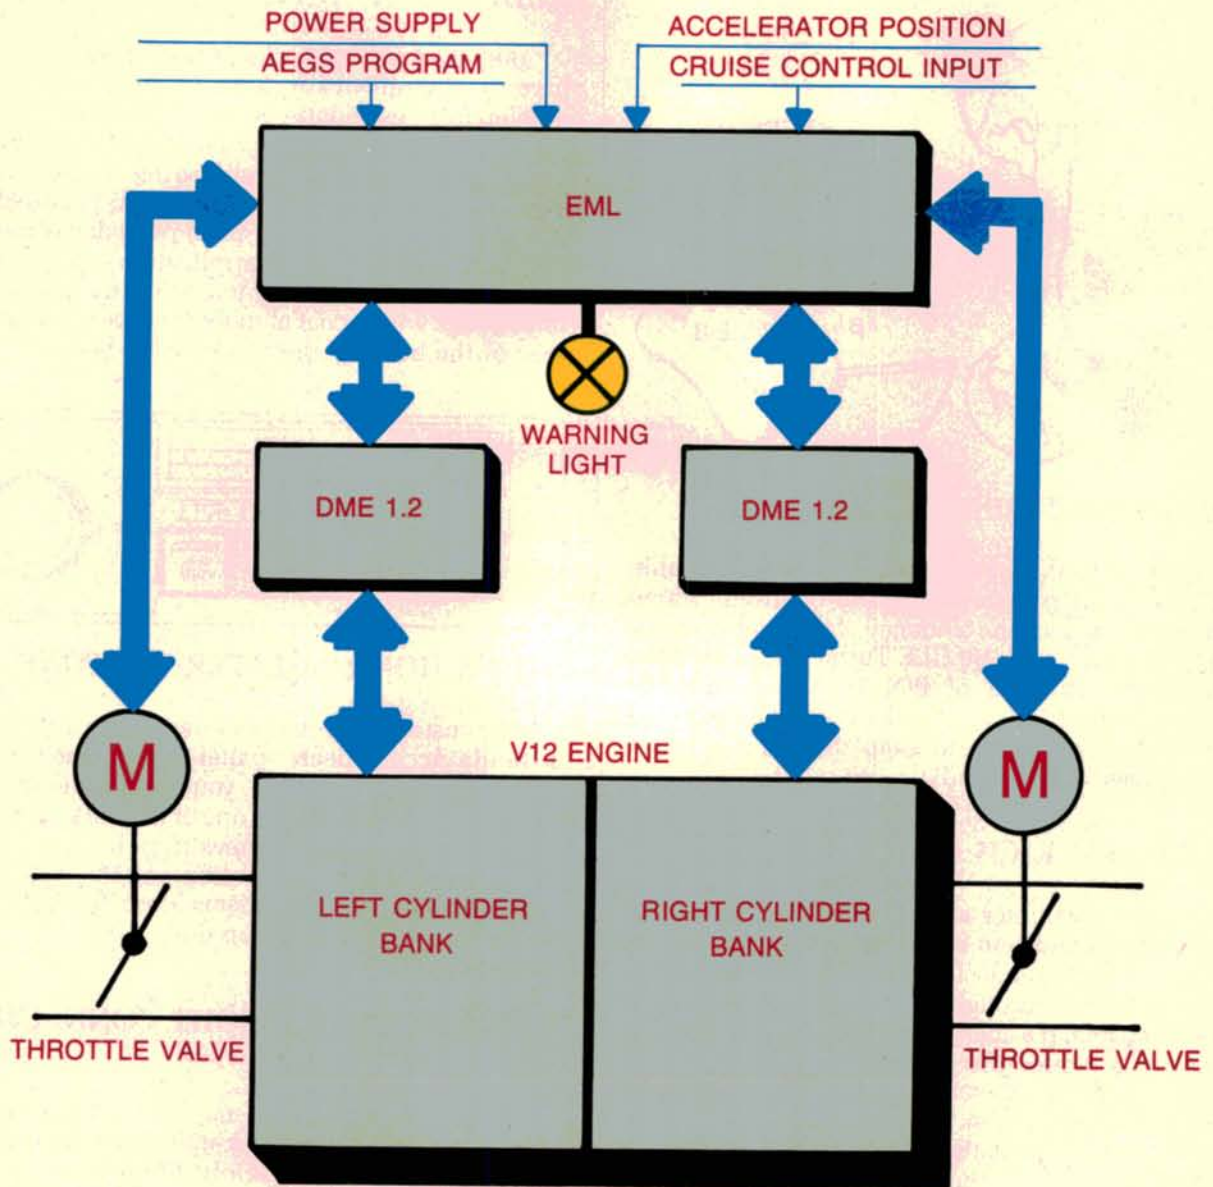 POWER SUPPLY
ACCELERATOR POSITION
AEGS PROGRAM
CRUISE CONTROL INPUT
EML
WARNING
LIGHT
DME 1.2
DME 1.2
V12 ENGINE
M
M
LEFT CYLINDER
BANK
RIGHT CYLINDER
BANK
THROTTLE VALVE
THROTTLE VALVE